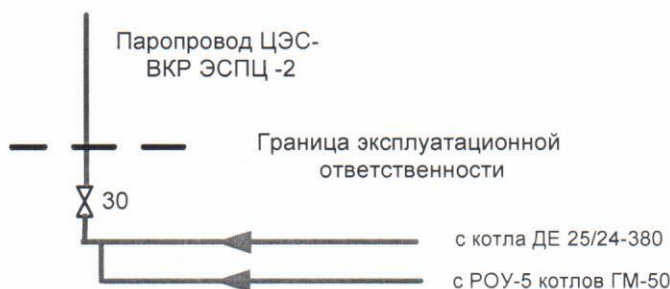 Паропровод ЦЭС-
ВКР ЭСПЦ -2
Граница эксплуатационной
ответственности
30
с котла ДЕ 25/24-380
с РОУ-5 котлов ГМ-50